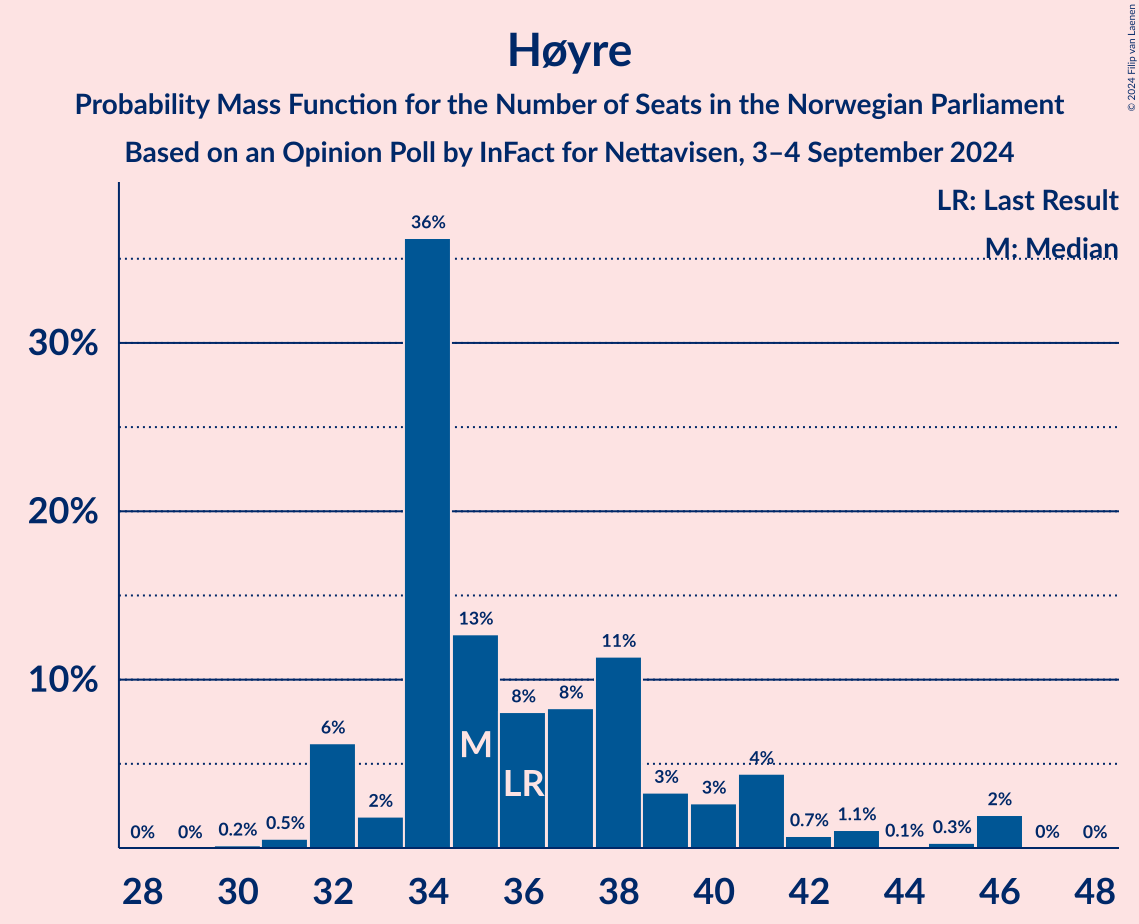 Høyre
Probability Mass Function for the Number of Seats in the Norwegian Parliament
Based on an Opinion Poll by InFact for Nettavisen, 3–4 September 2024
© 2024 Filip van Laenen
LR: Last Result
M: Median
30%
20%
10%
0%
0%
0.2%
0.5%
6%
2%
36%
13%
8%
8%
11%
3%
3%
4%
0.7%
1.1%
0.1%
0.3%
2%
0%
0%
M
LR
28 30 32 34 36 38 40 42 44 46 48